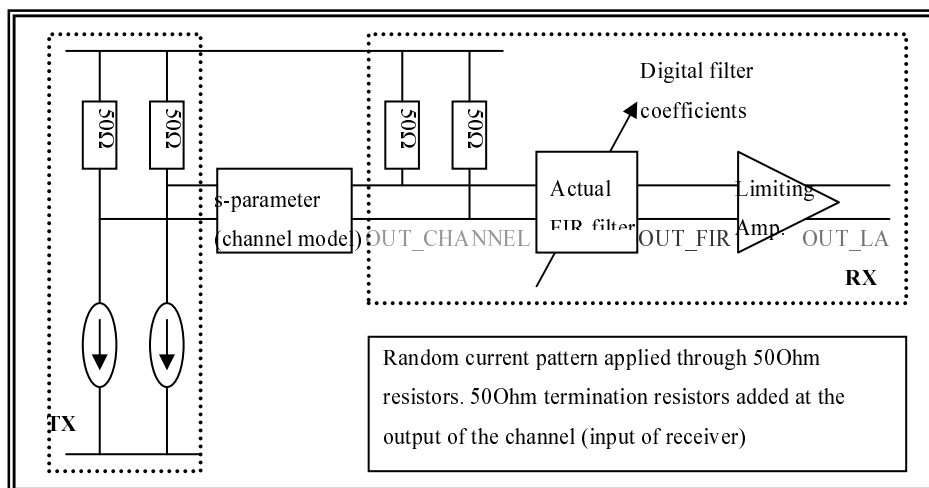 50Ω
50Ω
50Ω
50Ω
Digital filter
coefficients
s-parameter
(channel model)
OUT_CHANNEL
Actual
FIR filter
OUT_FIR
Limiting
Amp.
OUT_LA
RX
TX
Random current pattern applied through 50Ohm
resistors. 50Ohm termination resistors added at the
output of the channel (input of receiver)